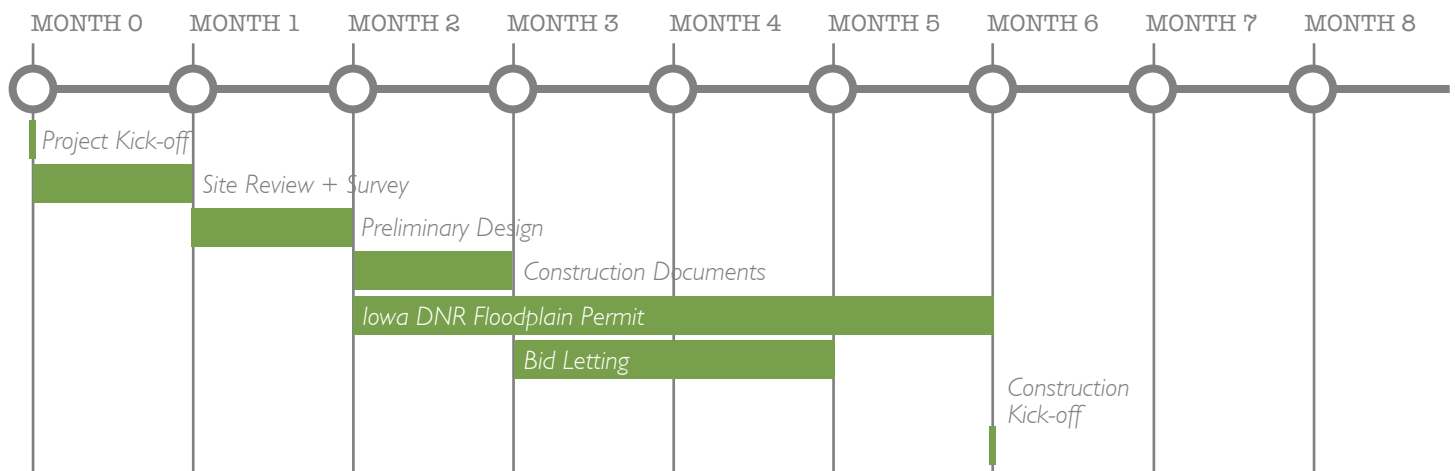 MONTH 0 MONTH 1 MONTH 2 MONTH 3 MONTH 4 MONTH 5 MONTH 6 MONTH 7 MONTH 8
Project Kick-off
Site Review + Survey
Preliminary Design
Construction Documents
Iowa DNR Floodplain Permit
Bid Letting
Construction
Kick-off